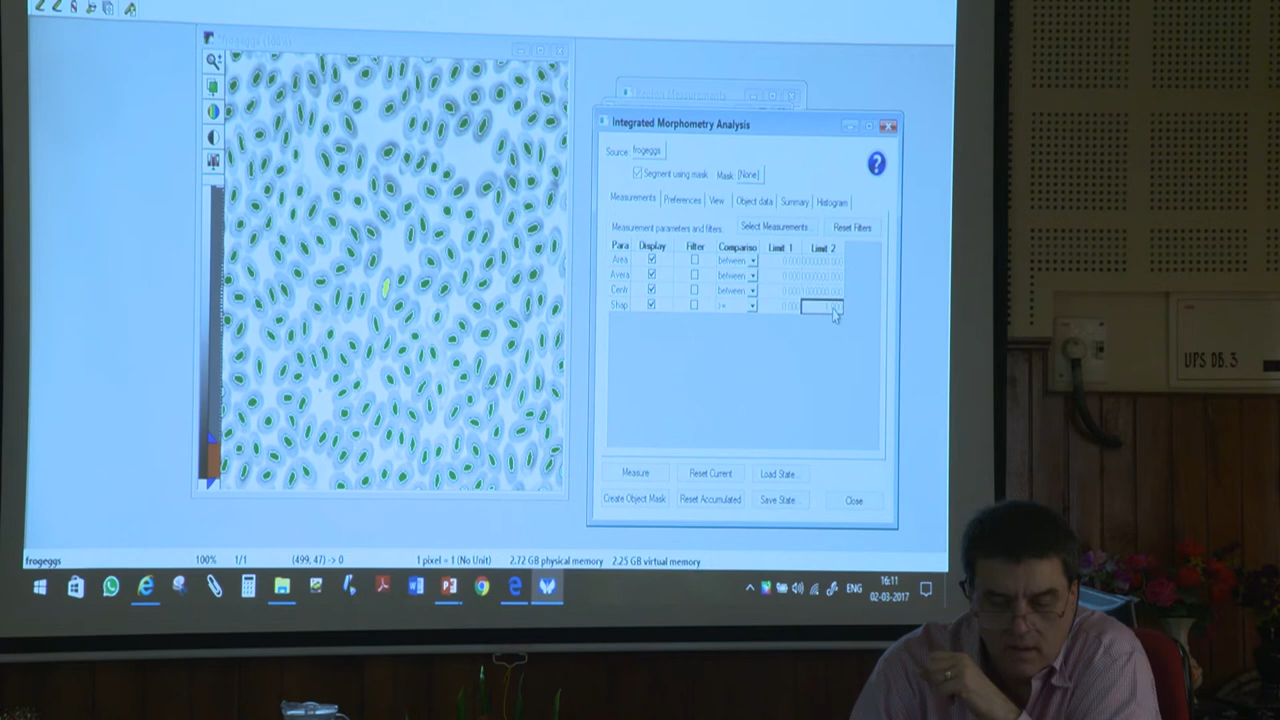 Integrated Morphometry Analysis
Source: frogeggs
Segment using mask Mask: [None]
Measurements Preferences View Object data Summary Histogram
Measurement parameters and filters: Select Measurements... Reset Filters
Para Display Filter Compariso Limit 1 Limit 2
Area between
Avera between
Centr between
Shap >=
Measure Reset Current Load State...
Create Object Mask Reset Accumulated Save State... Close
frogeggs 100% 1/1 (499, 47) -> 0 1 pixel = 1 (No Unit) 2.72 GB physical memory 2.25 GB virtual memory
ENG 16:11
02-03-2017
UPS DB.3